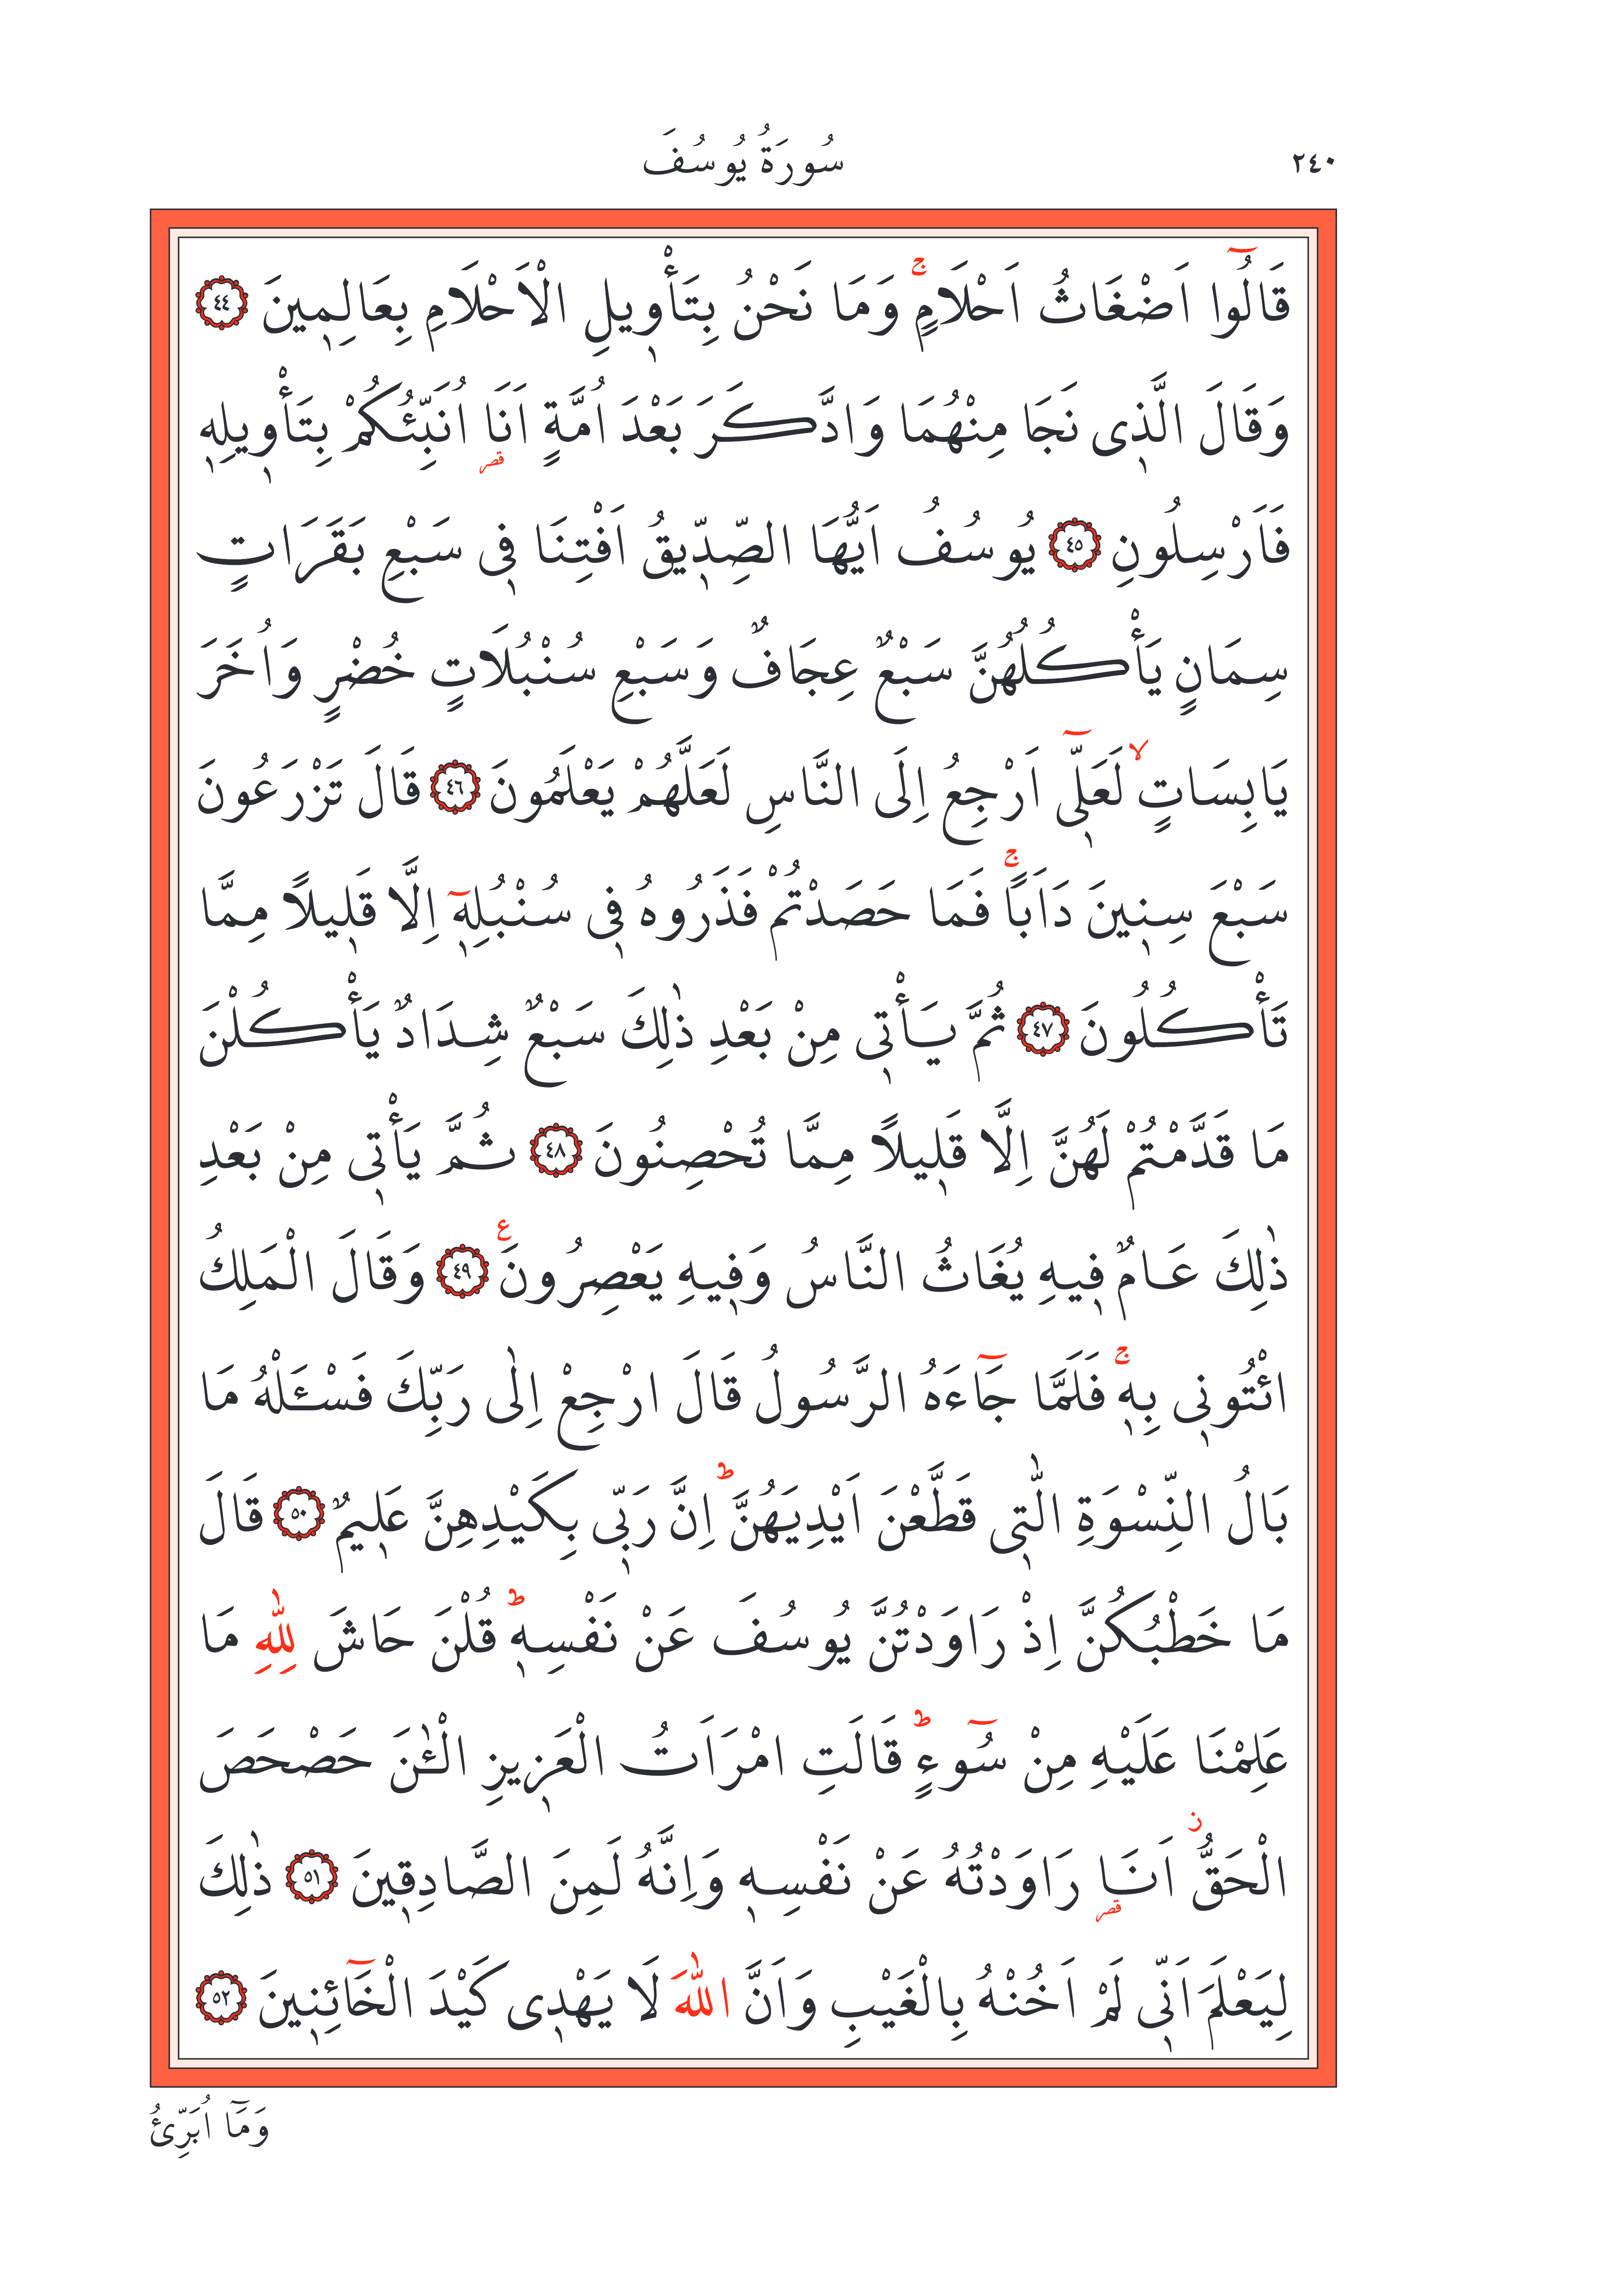 ٢٤٠
سُورَةُ يُوسُفَ
قَالُٓوا اَضْغَاثُ اَحْلَامٍۚ وَمَا نَحْنُ بِتَأْو۪يلِ الْاَحْلَامِ بِعَالِم۪ينَ ﴿٤٤﴾
وَقَالَ الَّذ۪ى نَجَا مِنْهُمَا وَادَّكَرَ بَعْدَ اُمَّةٍ اَنَا۬ اُنَبِّئُكُمْ بِتَأْو۪يلِه۪
فَاَرْسِلُونِ ﴿٤٥﴾ يُوسُفُ اَيُّهَا الصِّدّ۪يقُ اَفْتِنَا ف۪ى سَبْعِ بَقَرَاتٍ
سِمَانٍ يَأْكُلُهُنَّ سَبْعٌ عِجَافٌ وَسَبْعِ سُنْبُلَاتٍ خُضْرٍ وَاُخَرَ
يَابِسَاتٍۙ لَعَلّ۪ٓى اَرْجِعُ اِلَى النَّاسِ لَعَلَّهُمْ يَعْلَمُونَ ﴿٤٦﴾ قَالَ تَزْرَعُونَ
سَبْعَ سِن۪ينَ دَاَبًاۚ فَمَا حَصَدْتُمْ فَذَرُوهُ ف۪ى سُنْبُلِه۪ٓ اِلَّا قَل۪يلًا مِمَّا
تَأْكُلُونَ ﴿٤٧﴾ ثُمَّ يَأْت۪ى مِنْ بَعْدِ ذٰلِكَ سَبْعٌ شِدَادٌ يَأْكُلْنَ
مَا قَدَّمْتُمْ لَهُنَّ اِلَّا قَل۪يلًا مِمَّا تُحْصِنُونَ ﴿٤٨﴾ ثُمَّ يَأْت۪ى مِنْ بَعْدِ
ذٰلِكَ عَامٌ ف۪يهِ يُغَاثُ النَّاسُ وَف۪يهِ يَعْصِرُونَ ع ﴿٤٩﴾ وَقَالَ الْمَلِكُ
ائْتُون۪ى بِه۪ۚ فَلَمَّا جَٓاءَهُ الرَّسُولُ قَالَ ارْجِعْ اِلٰى رَبِّكَ فَسْـَٔلْهُ مَا
بَالُ النِّسْوَةِ الّٰت۪ى قَطَّعْنَ اَيْدِيَهُنَّۜ اِنَّ رَبّ۪ى بِكَيْدِهِنَّ عَل۪يمٌ ﴿٥٠﴾ قَالَ
مَا خَطْبُكُنَّ اِذْ رَاوَدْتُنَّ يُوسُفَ عَنْ نَفْسِه۪ۜ قُلْنَ حَاشَ لِلّٰهِ مَا
عَلِمْنَا عَلَيْهِ مِنْ سُٓوءٍۜ قَالَتِ امْرَاَتُ الْعَز۪يزِ الْـٰٔنَ حَصْحَصَ
الْحَقُّۘ اَنَا۬ رَاوَدْتُهُ عَنْ نَفْسِه۪ وَاِنَّهُ لَمِنَ الصَّادِق۪ينَ ﴿٥١﴾ ذٰلِكَ
لِيَعْلَمَ اَنّ۪ى لَمْ اَخُنْهُ بِالْغَيْبِ وَاَنَّ اللّٰهَ لَا يَهْد۪ى كَيْدَ الْخَٓائِن۪ينَ ﴿٥٢﴾
وَمَٓا اُبَرِّئُ